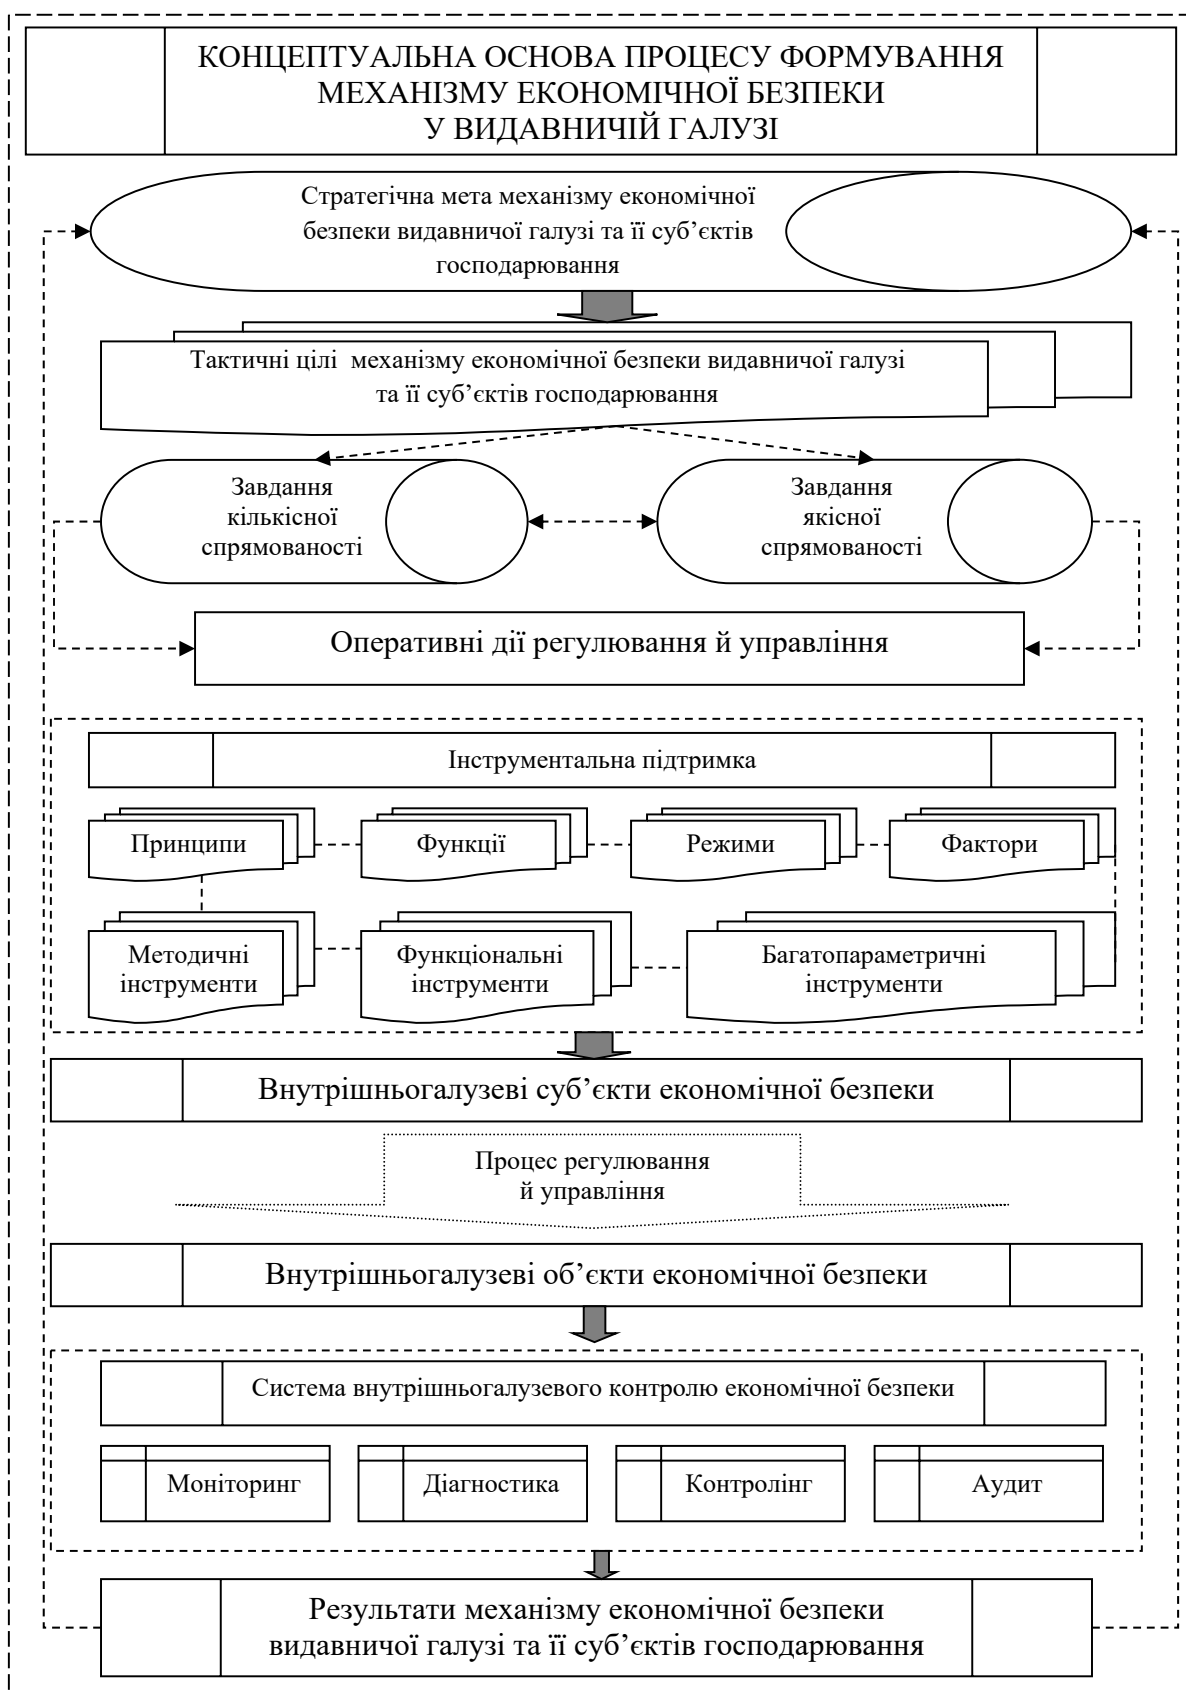 КОНЦЕПТУАЛЬНА ОСНОВА ПРОЦЕСУ ФОРМУВАННЯ
МЕХАНІЗМУ ЕКОНОМІЧНОЇ БЕЗПЕКИ
У ВИДАВНИЧІЙ ГАЛУЗІ
Стратегічна мета механізму економічної
безпеки видавничої галузі та її суб’єктів
господарювання
Тактичні цілі механізму економічної безпеки видавничої галузі
та її суб’єктів господарювання
Завдання
кількісної
спрямованості
Завдання
якісної
спрямованості
Оперативні дії регулювання й управління
Інструментальна підтримка
Принципи
Функції
Режими
Фактори
Методичні
інструменти
Функціональні
інструменти
Багатопараметричні
інструменти
Внутрішньогалузеві суб’єкти економічної безпеки
Процес регулювання
й управління
Внутрішньогалузеві об’єкти економічної безпеки
Система внутрішньогалузевого контролю економічної безпеки
Моніторинг
Діагностика
Контролінг
Аудит
Результати механізму економічної безпеки
видавничої галузі та її суб’єктів господарювання